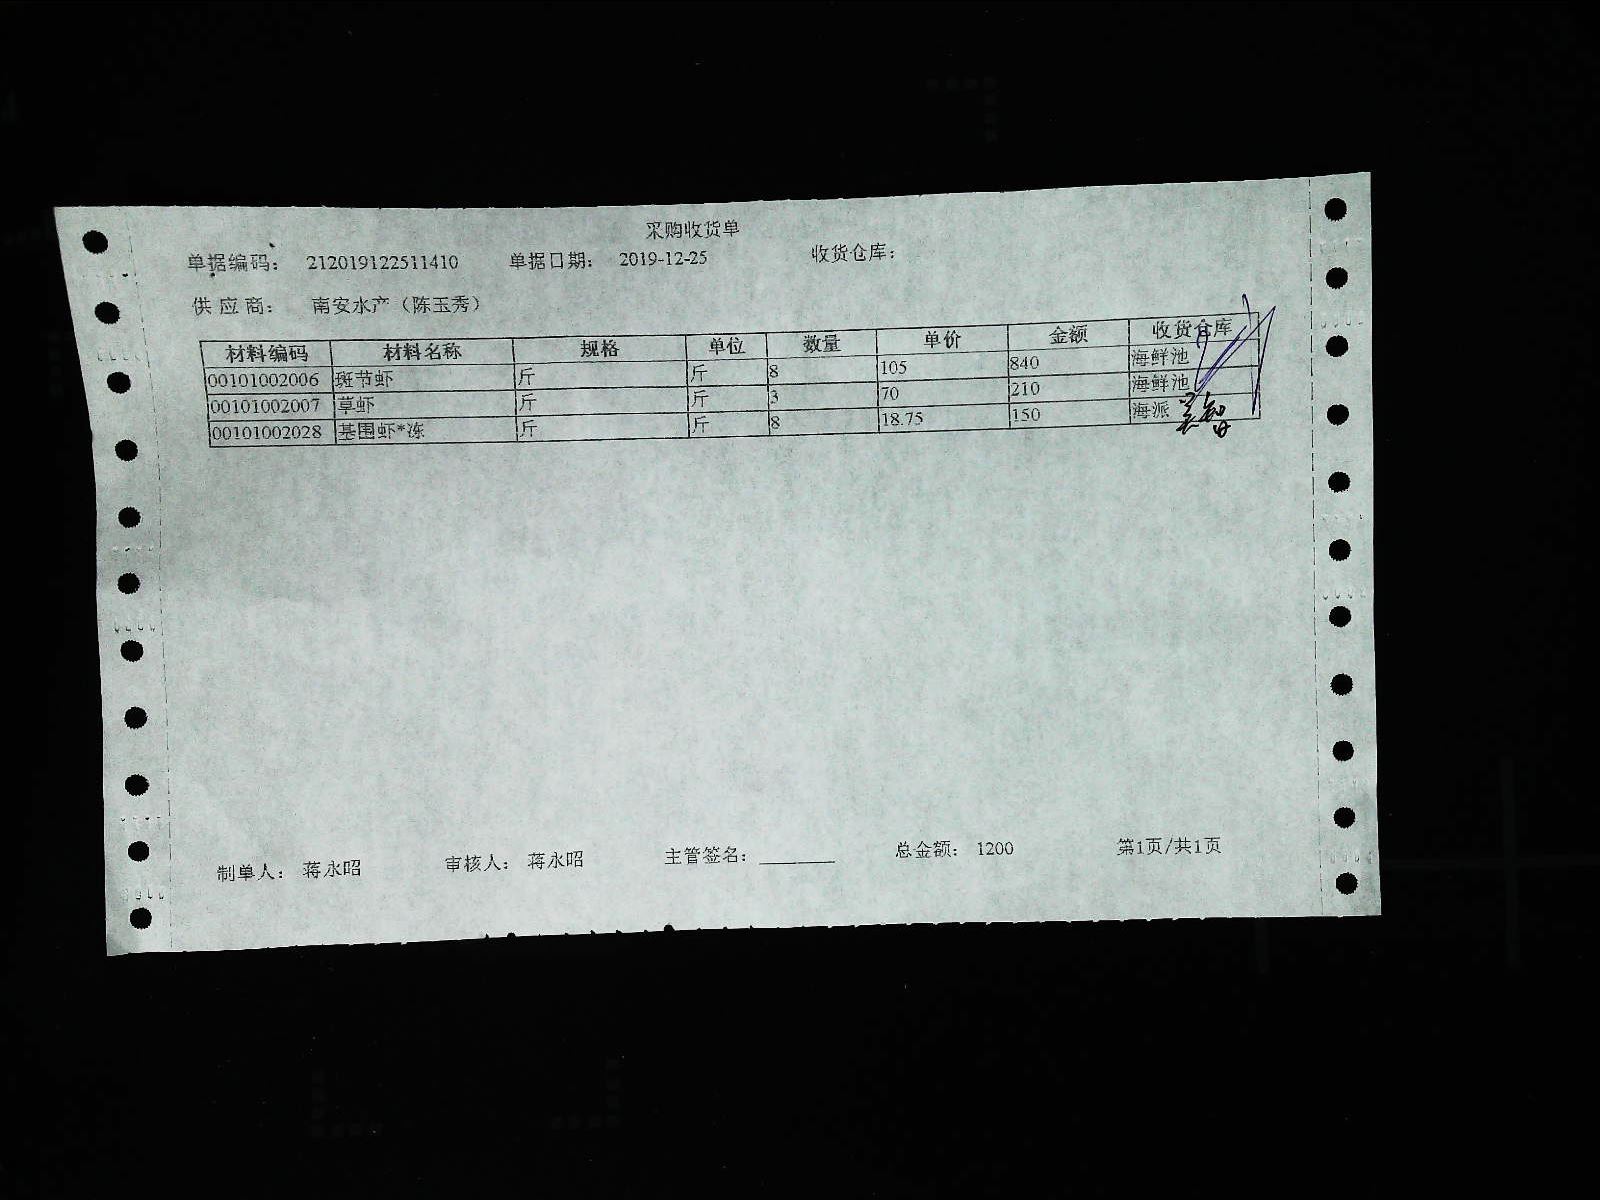 采购收货单
单据编码： 212019122511410 单据日期： 2019-12-25 收货仓库：
供应商： 南安水产（陈玉秀）
材料编码 材料名称 规格 单位 数量 单价 金额 收货仓库
00101002006 斑节虾 斤 斤 8 105 840 海鲜池
00101002007 草虾 斤 斤 3 70 210 海鲜池
00101002028 基围虾*冻 斤 斤 8 18.75 150 海派
制单人： 蒋永昭 审核人： 蒋永昭 主管签名： 总金额： 1200 第1页/共1页